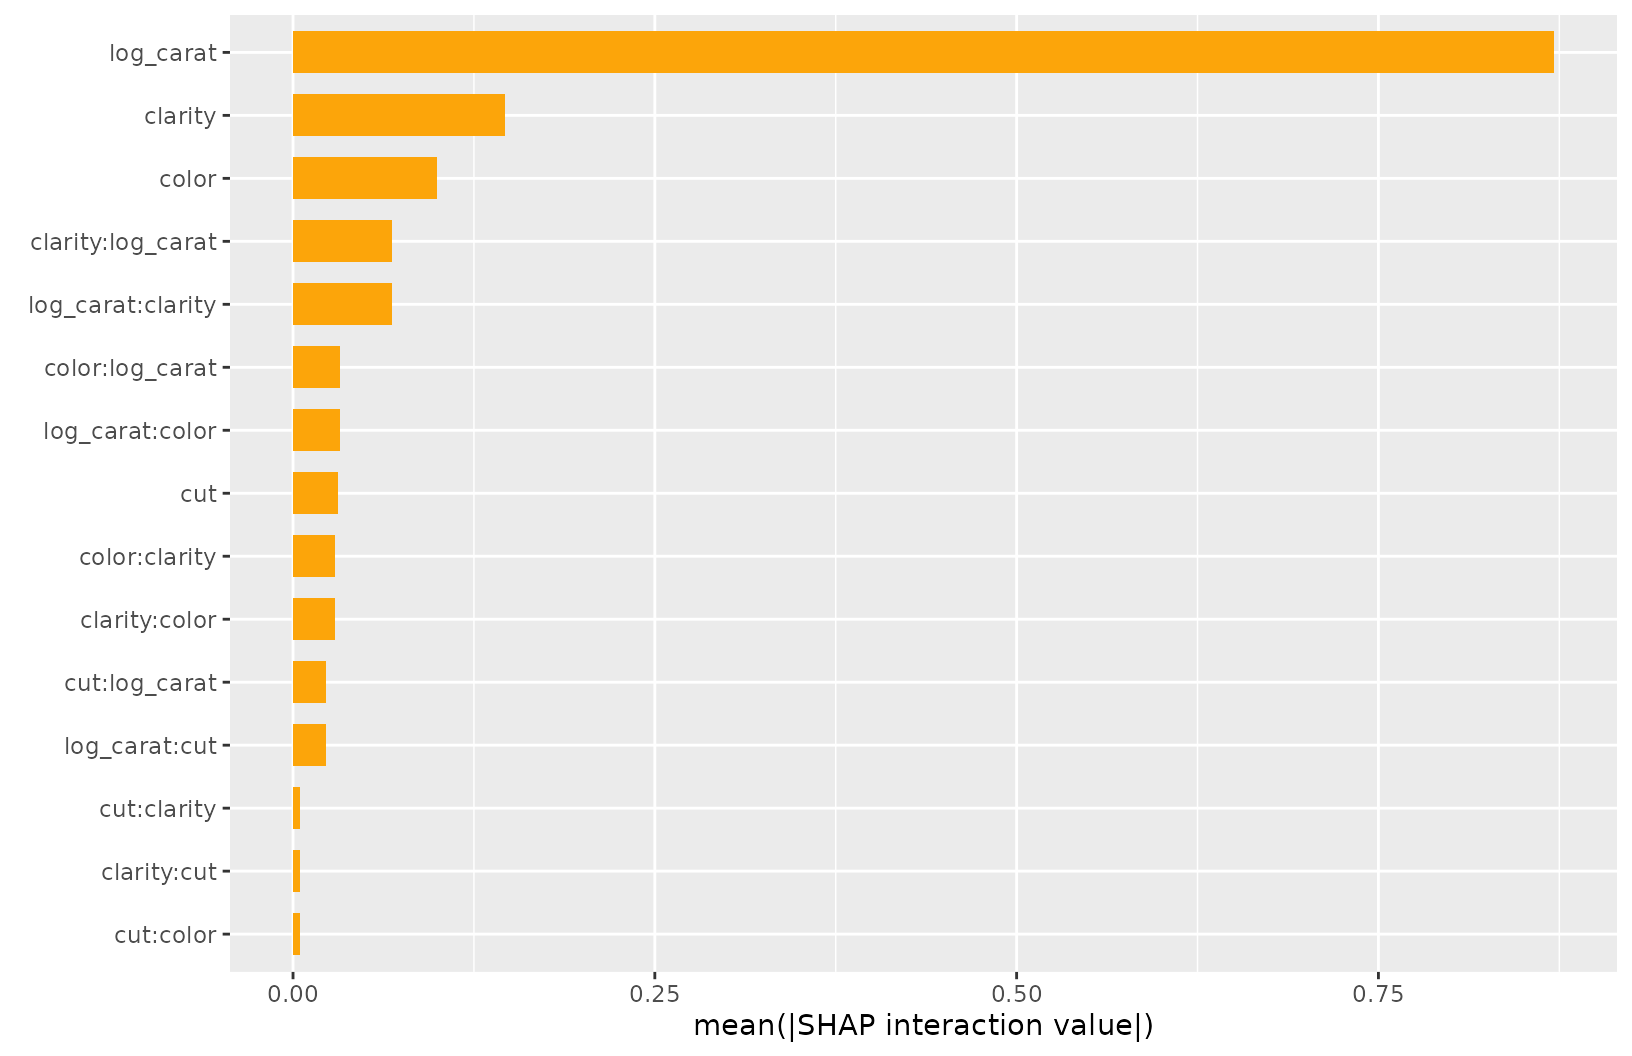 log_carat
clarity
color
clarity:log_carat
log_carat:clarity
color:log_carat
log_carat:color
cut
color:clarity
clarity:color
cut:log_carat
log_carat:cut
cut:clarity
clarity:cut
cut:color
0.00 0.25 0.50 0.75
mean(|SHAP interaction value|)